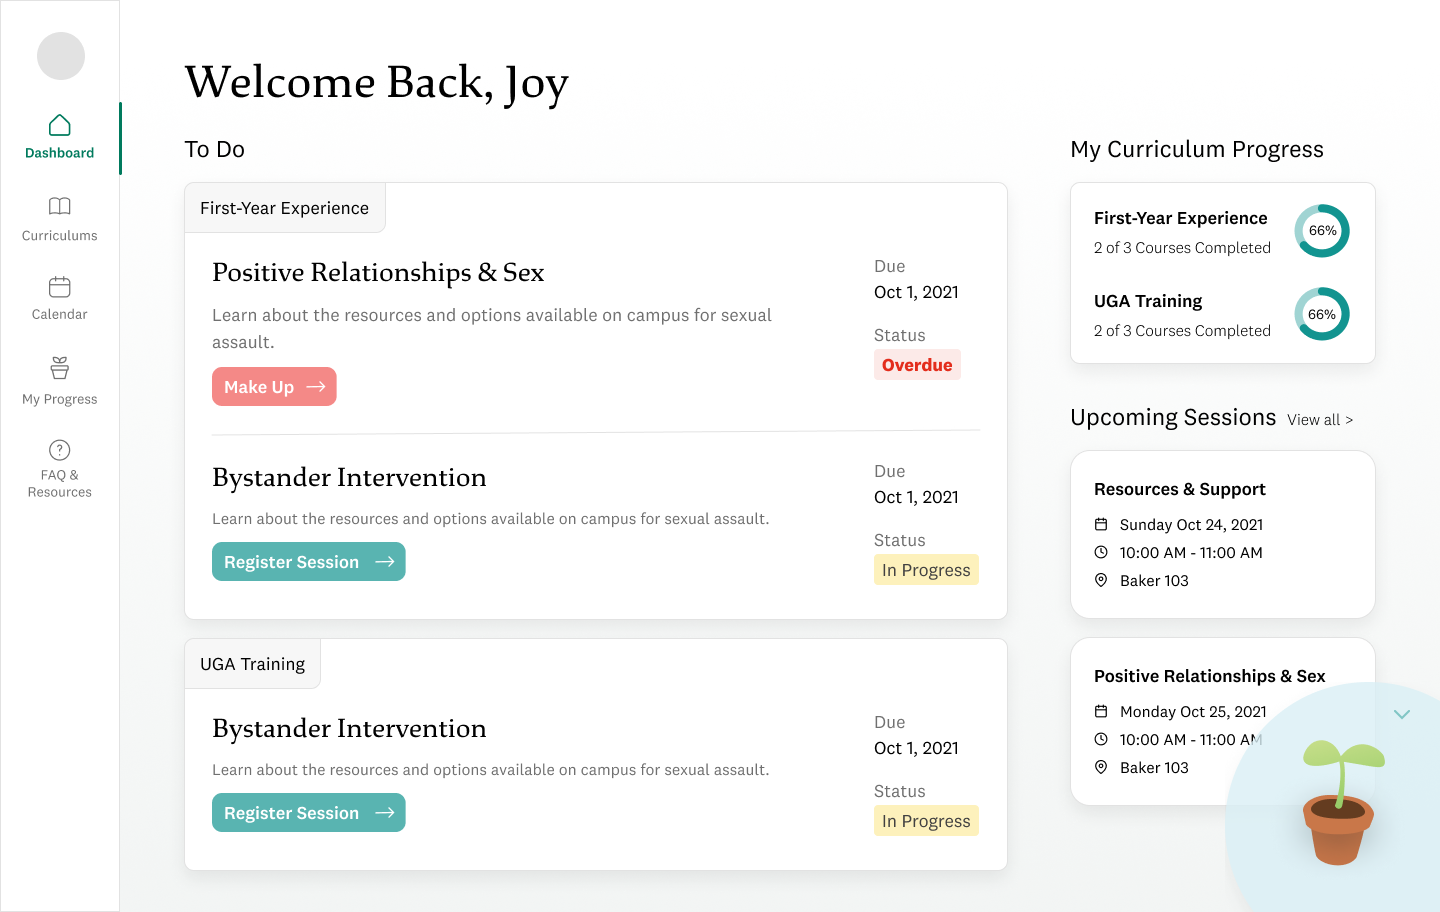 Dashboard
Curriculums
Calendar
My Progress
FAQ &
Resources
Welcome Back, Joy
To Do
First-Year Experience
Positive Relationships & Sex
Learn about the resources and options available on campus for sexual
assault.
Make Up
Due
Oct 1, 2021
Status
Overdue
Bystander Intervention
Learn about the resources and options available on campus for sexual assault.
Register Session
Due
Oct 1, 2021
Status
In Progress
UGA Training
Bystander Intervention
Learn about the resources and options available on campus for sexual assault.
Register Session
Due
Oct 1, 2021
Status
In Progress
My Curriculum Progress
First-Year Experience
2 of 3 Courses Completed
66%
UGA Training
2 of 3 Courses Completed
66%
Upcoming Sessions View all >
Resources & Support
Sunday Oct 24, 2021
10:00 AM - 11:00 AM
Baker 103
Positive Relationships & Sex
Monday Oct 25, 2021
10:00 AM - 11:00 AM
Baker 103